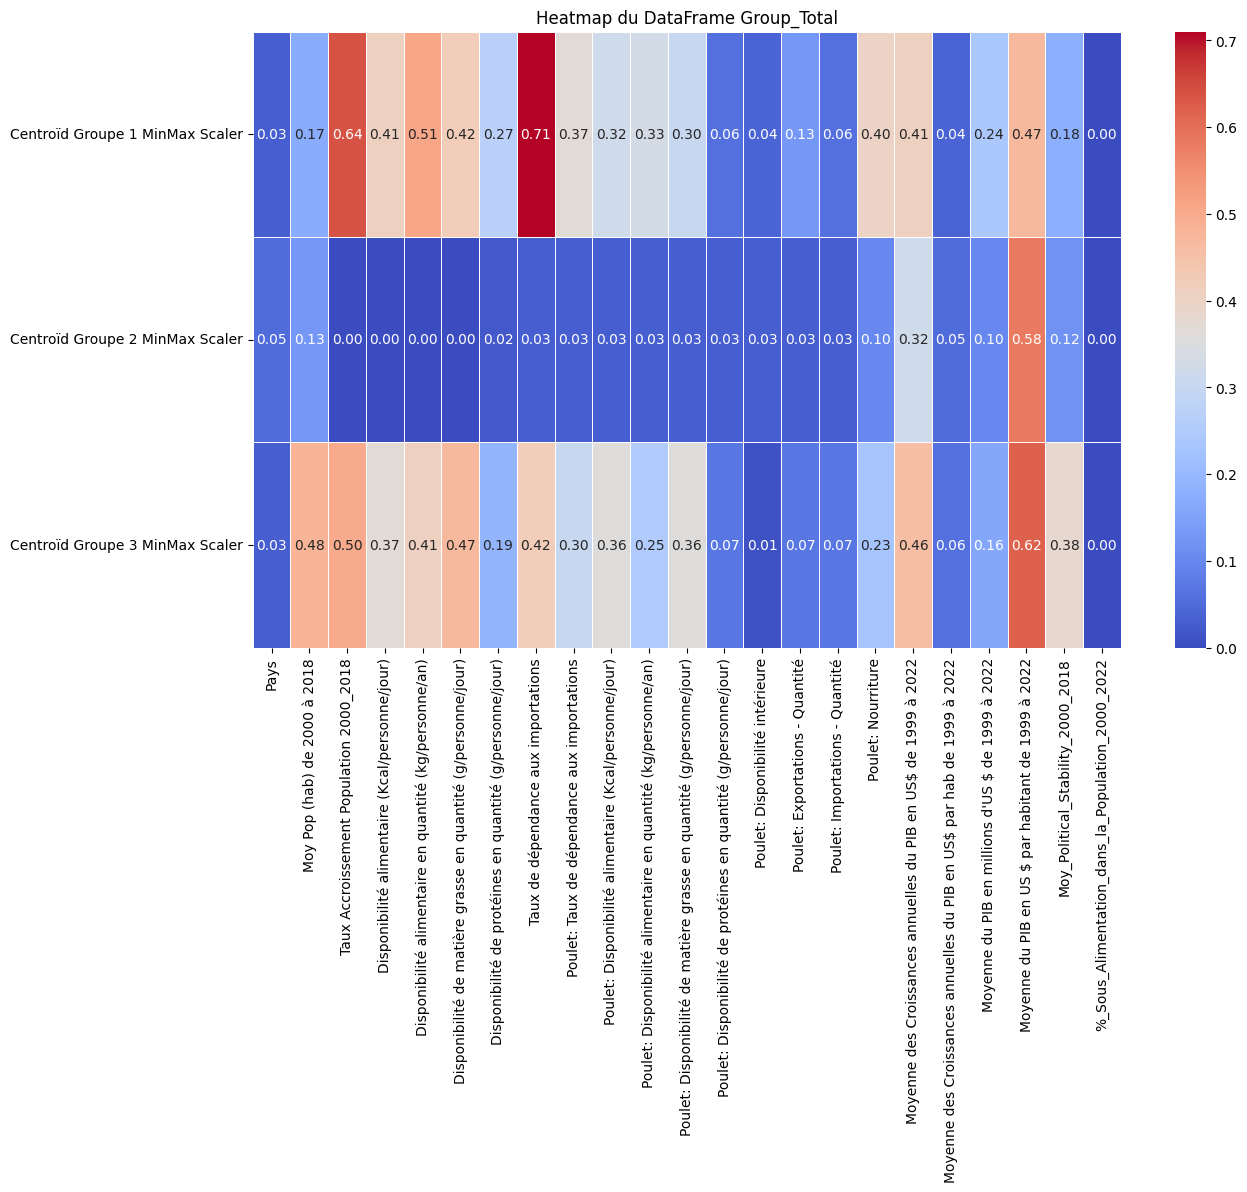 Heatmap du DataFrame Group_Total
Centroïd Groupe 1 MinMax Scaler
0.03 0.17 0.64 0.41 0.51 0.42 0.27 0.71 0.37 0.32 0.33 0.30 0.06 0.04 0.13 0.06 0.40 0.41 0.04 0.24 0.47 0.18 0.00
Centroïd Groupe 2 MinMax Scaler
0.05 0.13 0.00 0.00 0.00 0.00 0.02 0.03 0.03 0.03 0.03 0.03 0.03 0.03 0.03 0.03 0.10 0.32 0.05 0.10 0.58 0.12 0.00
Centroïd Groupe 3 MinMax Scaler
0.03 0.48 0.50 0.37 0.41 0.47 0.19 0.42 0.30 0.36 0.25 0.36 0.07 0.01 0.07 0.07 0.23 0.46 0.06 0.16 0.62 0.38 0.00
Pays
Moy Pop (hab) de 2000 à 2018
Taux Accroissement Population 2000_2018
Disponibilité alimentaire (Kcal/personne/jour)
Disponibilité alimentaire en quantité (kg/personne/an)
Disponibilité de matière grasse en quantité (g/personne/jour)
Disponibilité de protéines en quantité (g/personne/jour)
Taux de dépendance aux importations
Poulet: Taux de dépendance aux importations
Poulet: Disponibilité alimentaire (Kcal/personne/jour)
Poulet: Disponibilité alimentaire en quantité (kg/personne/an)
Poulet: Disponibilité de matière grasse en quantité (g/personne/jour)
Poulet: Disponibilité de protéines en quantité (g/personne/jour)
Poulet: Disponibilité intérieure
Poulet: Exportations - Quantité
Poulet: Importations - Quantité
Poulet: Nourriture
Moyenne des Croissances annuelles du PIB en US$ de 1999 à 2022
Moyenne des Croissances annuelles du PIB en US$ par hab de 1999 à 2022
Moyenne du PIB en millions d'US $ de 1999 à 2022
Moyenne du PIB en US $ par habitant de 1999 à 2022
Moy_Political_Stability_2000_2018
%_Sous_Alimentation_dans_la_Population_2000_2022
0.7
0.6
0.5
0.4
0.3
0.2
0.1
0.0